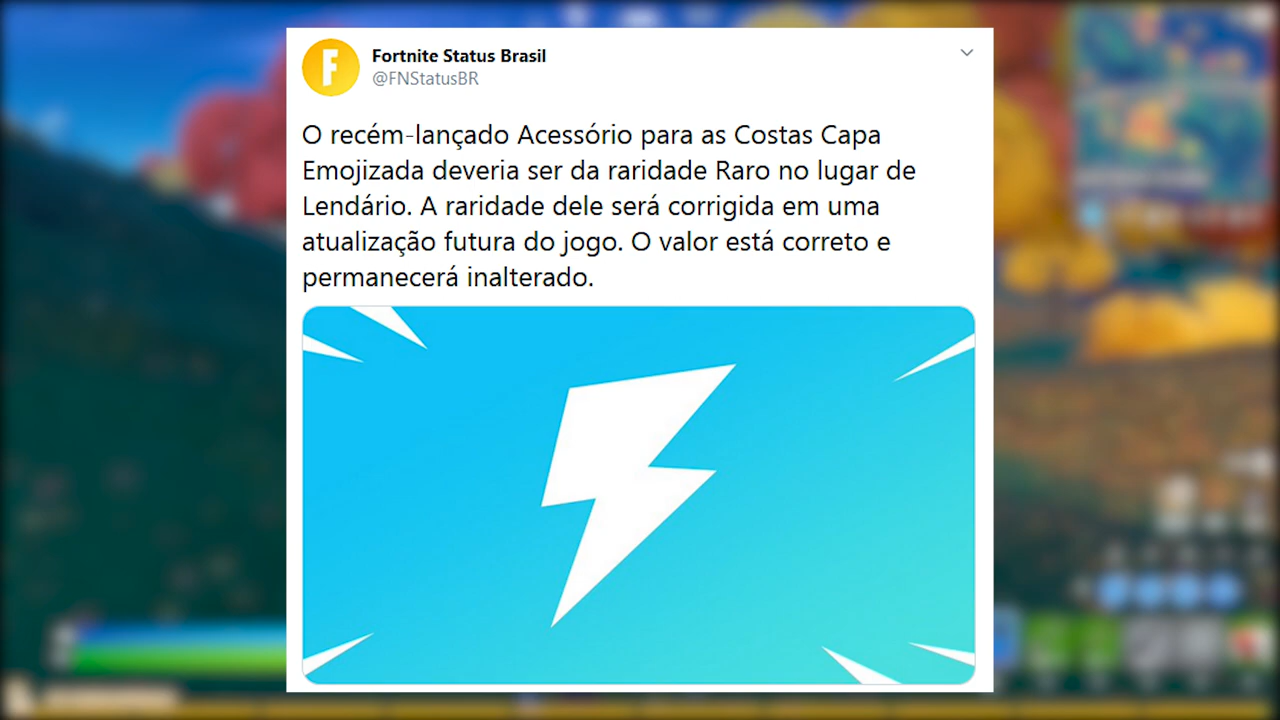 F
Fortnite Status Brasil
@FNStatusBR
O recém-lançado Acessório para as Costas Capa
Emojizada deveria ser da raridade Raro no lugar de
Lendário. A raridade dele será corrigida em uma
atualização futura do jogo. O valor está correto e
permanecerá inalterado.